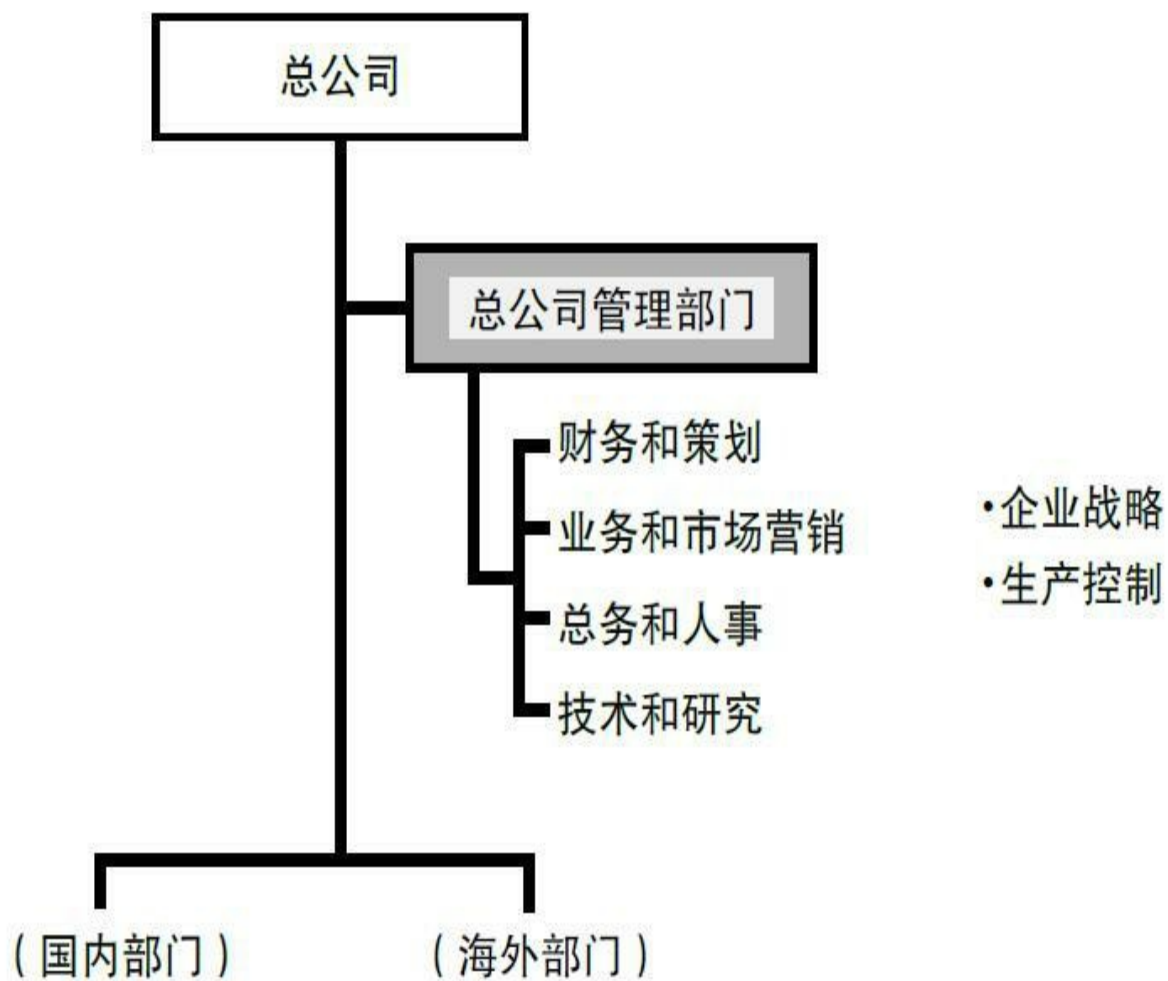 总公司
总公司管理部门
财务和策划
业务和市场营销
总务和人事
技术和研究
·企业战略
·生产控制
（国内部门）
（海外部门）